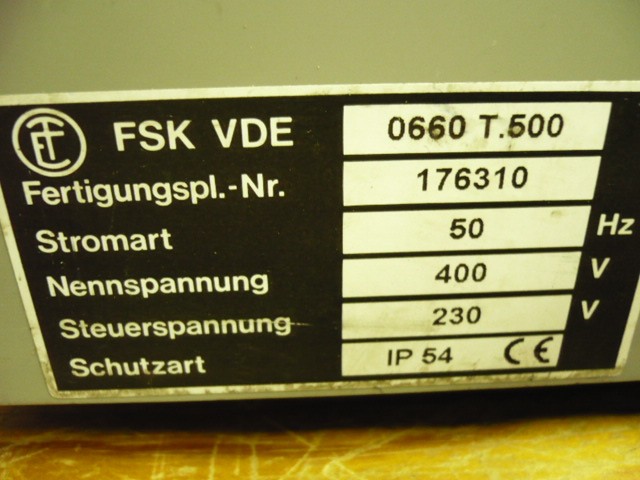 FSK VDE 0660 T.500
Fertigungspl.-Nr. 176310
Stromart 50 Hz
Nennspannung 400 V
Steuerspannung 230 V
Schutzart IP 54 CE